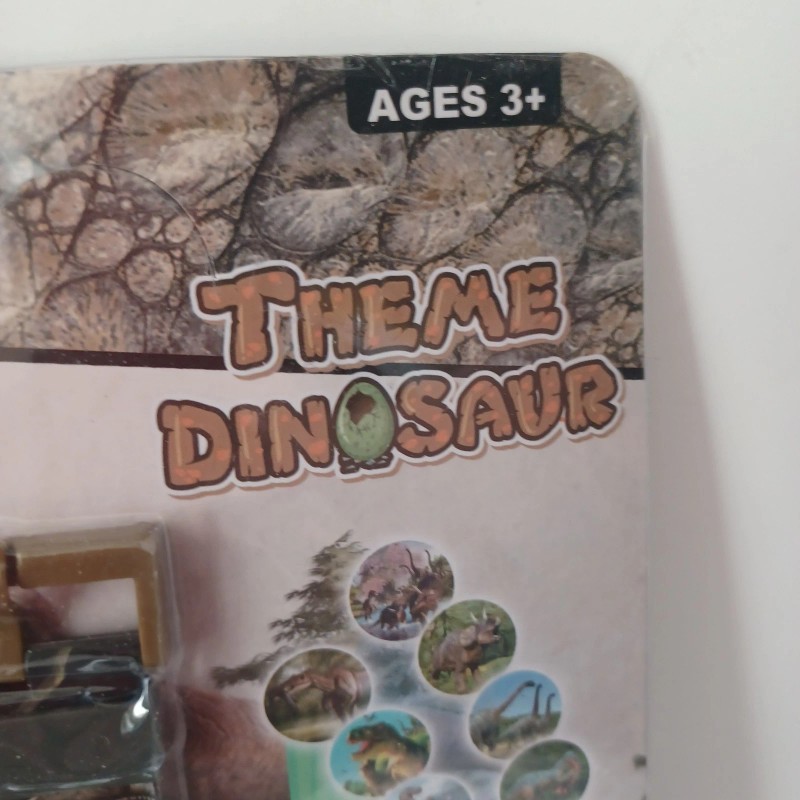 AGES 3+
THEME
DINOSAUR